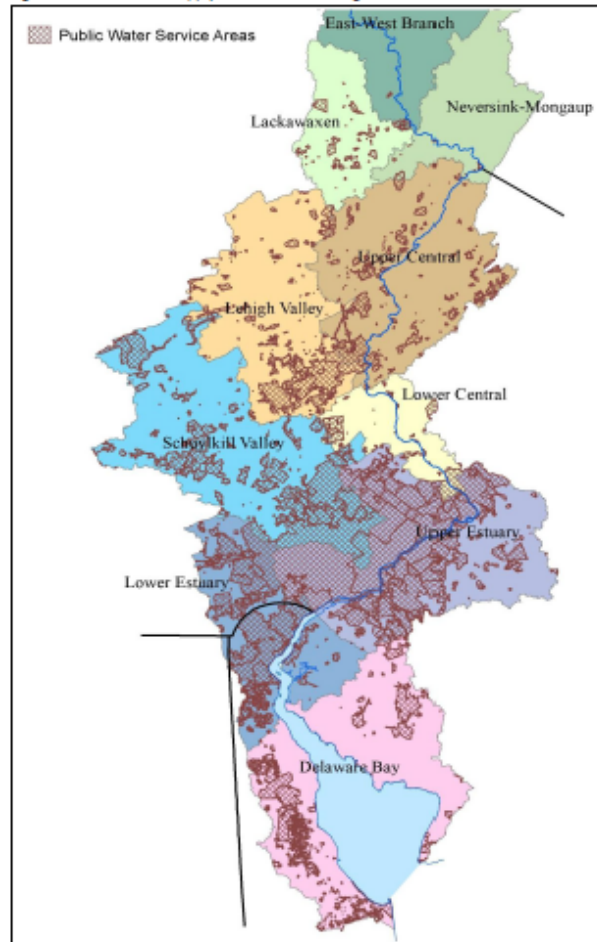 Public Water Service Areas
East-West Branch
Neversink-Mongaup
Lackawaxen
Upper Central
Lehigh Valley
Lower Central
Schuylkill Valley
Upper Estuary
Lower Estuary
Delaware Bay